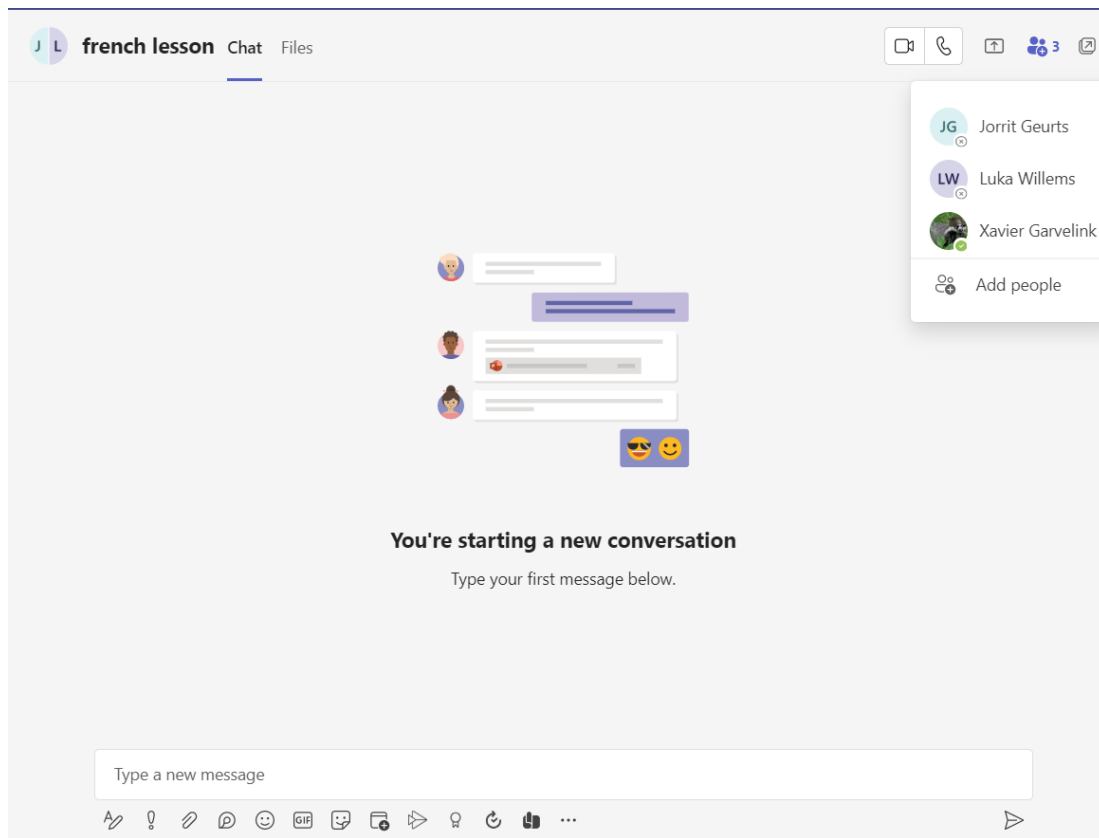 J L french lesson Chat Files 3
JG Jorrit Geurts
LW Luka Willems
Xavier Garvelink
Add people
You're starting a new conversation
Type your first message below.
Type a new message
GIF